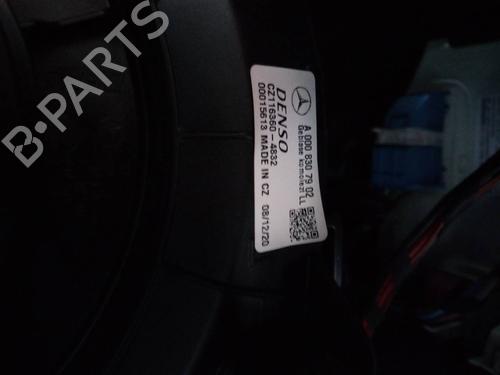 A 000 830 79 02
Gebläse komplett LL
DENSO
CZ116360-4832
00015613 MADE IN CZ 08/12/20
B-PARTS